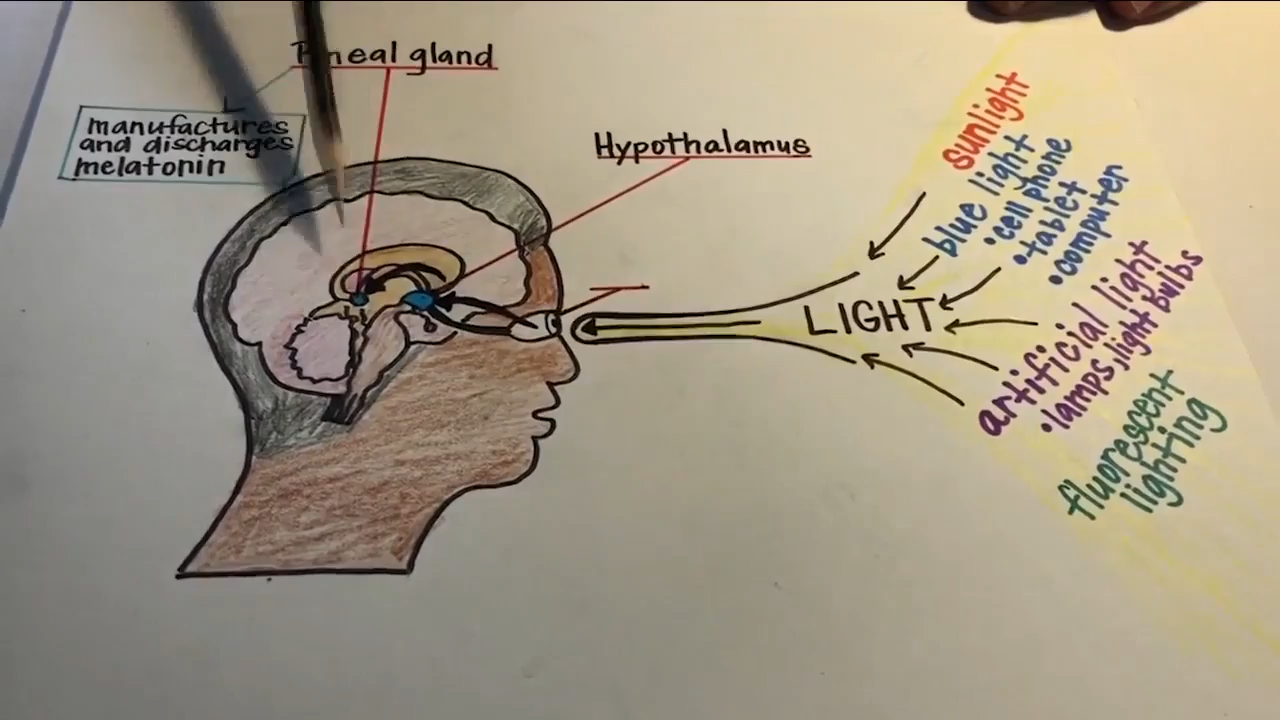 Pineal gland
manufactures
and discharges
melatonin
Hypothalamus
LIGHT
sunlight
blue light
•cell phone
•tablet
•computer
artificial light
•lamps, light bulbs
fluorescent
lighting